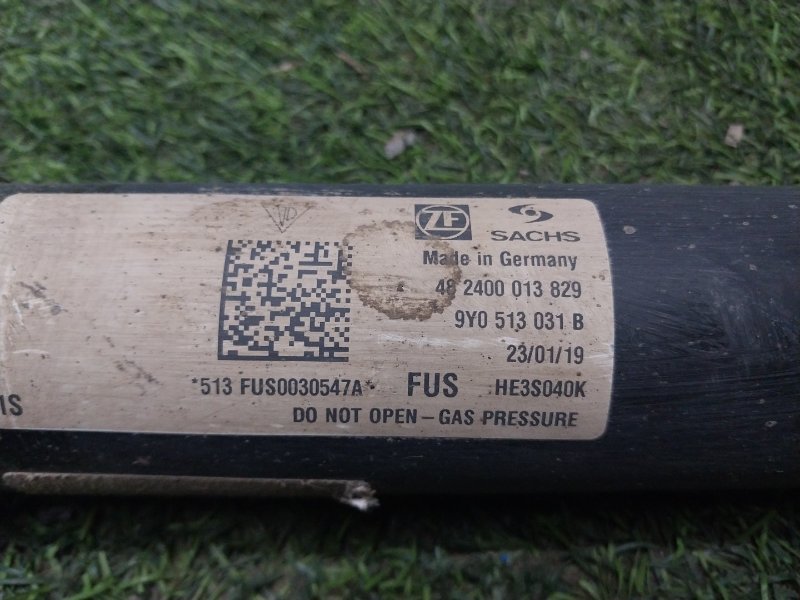 ZF SACHS
Made in Germany
48 2400 013 829
9Y0 513 031 B
23/01/19
*513 FUS0030547A* FUS HE3S040K
DO NOT OPEN – GAS PRESSURE